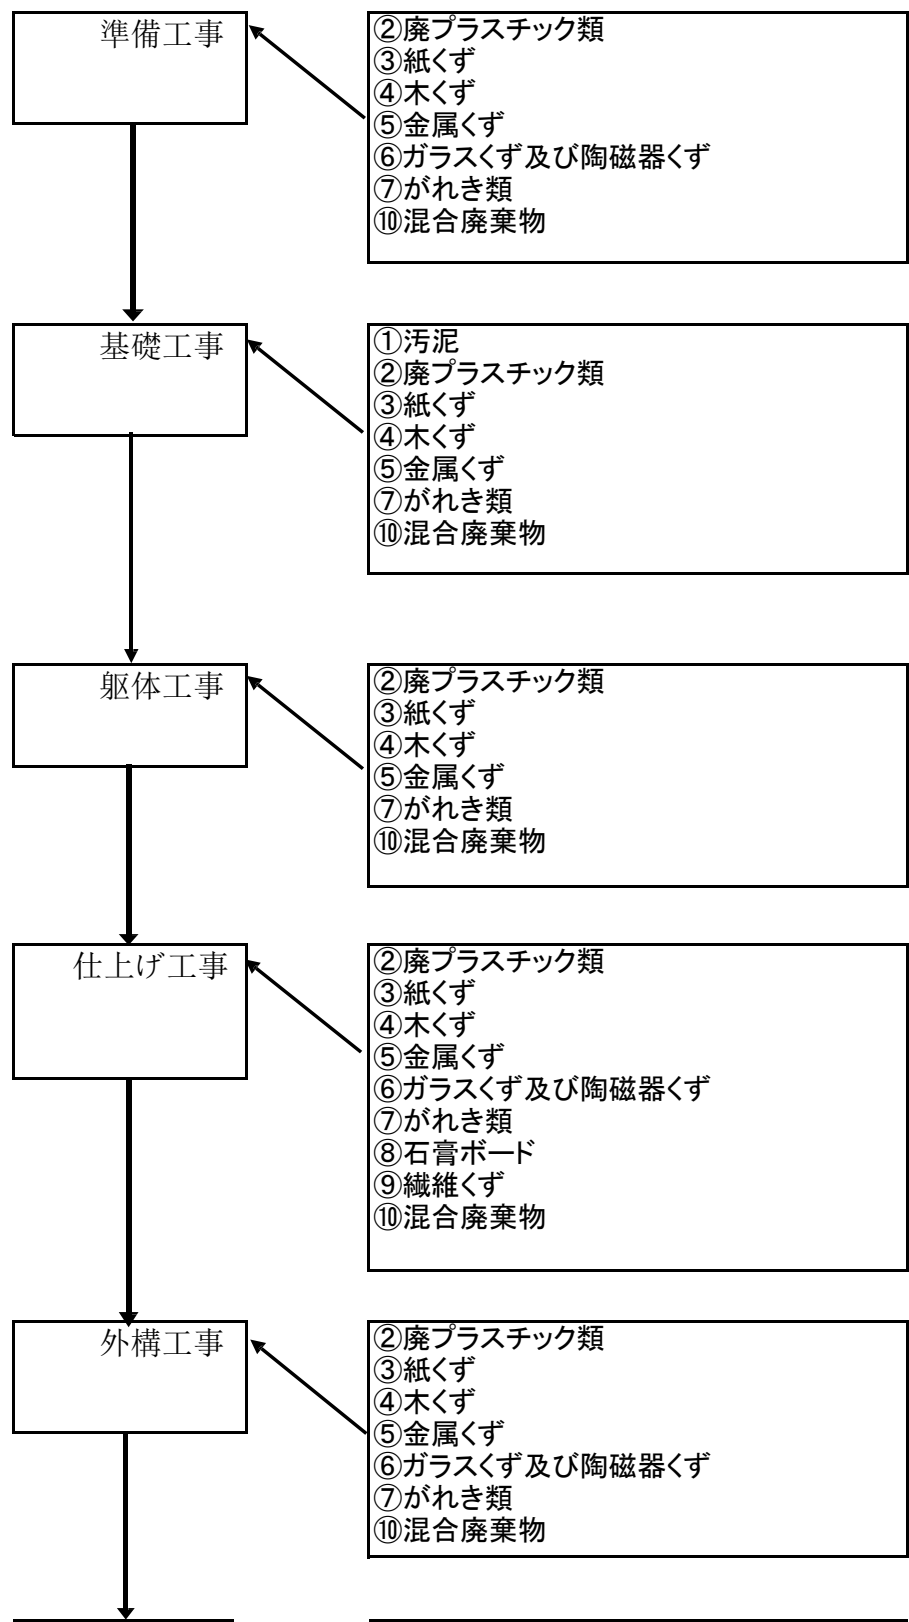 準備工事
②廃プラスチック類
③紙くず
④木くず
⑤金属くず
⑥ガラスくず及び陶磁器くず
⑦がれき類
⑩混合廃棄物
基礎工事
①汚泥
②廃プラスチック類
③紙くず
④木くず
⑤金属くず
⑦がれき類
⑩混合廃棄物
躯体工事
②廃プラスチック類
③紙くず
④木くず
⑤金属くず
⑦がれき類
⑩混合廃棄物
仕上げ工事
②廃プラスチック類
③紙くず
④木くず
⑤金属くず
⑥ガラスくず及び陶磁器くず
⑦がれき類
⑧石膏ボード
⑨繊維くず
⑩混合廃棄物
外構工事
②廃プラスチック類
③紙くず
④木くず
⑤金属くず
⑥ガラスくず及び陶磁器くず
⑦がれき類
⑩混合廃棄物